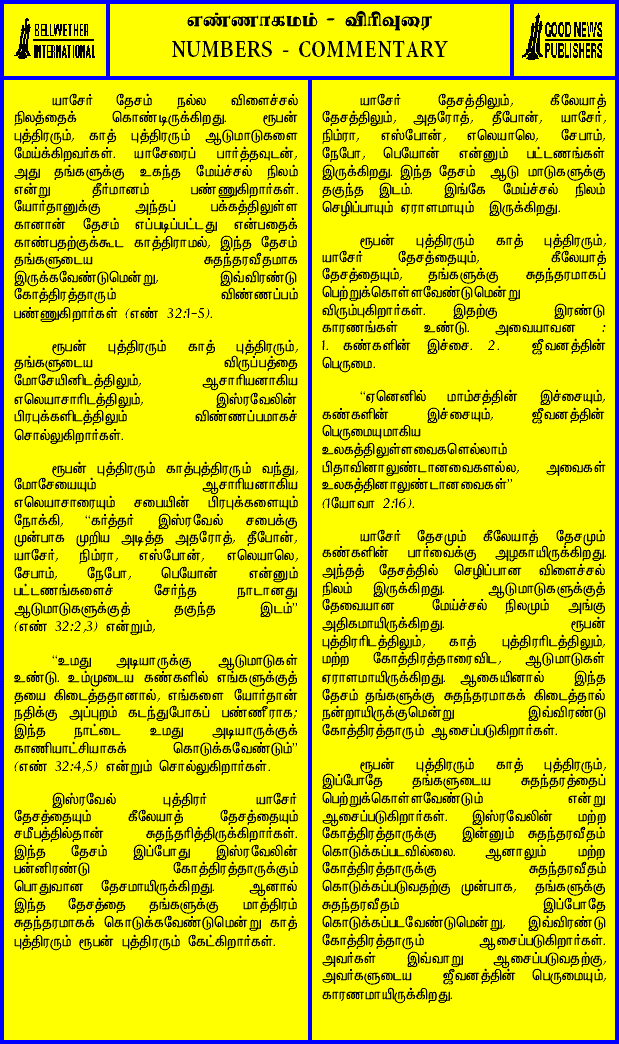 BELLWETHER
INTERNATIONAL
எண்ணாகமம் - விரிவுரை
NUMBERS - COMMENTARY
GOOD NEWS
PUBLISHERS
யாசேர் தேசம் நல்ல விளைச்சல்
நிலத்தைக் கொண்டிருக்கிறது. ரூபன்
புத்திரரும், காத் புத்திரரும் ஆடுமாடுகளை
மேய்க்கிறவர்கள். யாசேரைப் பார்த்தவுடன்,
அது தங்களுக்கு உகந்த மேய்ச்சல் நிலம்
என்று தீர்மானம் பண்ணுகிறார்கள்.
யோர்தானுக்கு அந்தப் பக்கத்திலுள்ள
கானான் தேசம் எப்படிப்பட்டது என்பதைக்
காண்பதற்குக்கூட காத்திராமல், இந்த தேசம்
தங்களுடைய சுதந்தரவீதமாக
இருக்கவேண்டுமென்று, இவ்விரண்டு
கோத்திரத்தாரும் விண்ணப்பம்
பண்ணுகிறார்கள் (எண் 32:1-5).
ரூபன் புத்திரரும் காத் புத்திரரும்,
தங்களுடைய விருப்பத்தை
மோசேயினிடத்திலும், ஆசாரியனாகிய
எலெயாசாரிடத்திலும், இஸ்ரவேலின்
பிரபுக்களிடத்திலும் விண்ணப்பமாகச்
சொல்லுகிறார்கள்.
ரூபன் புத்திரரும் காத்புத்திரரும் வந்து,
மோசேயையும் ஆசாரியனாகிய
எலெயாசாரையும் சபையின் பிரபுக்களையும்
நோக்கி, “கர்த்தர் இஸ்ரவேல் சபைக்கு
முன்பாக முறிய அடித்த அதரோத், தீபோன்,
யாசேர், நிம்ரா, எஸ்போன், எலெயாலெ,
சேபாம், நேபோ, பெயோன் என்னும்
பட்டணங்களைச் சேர்ந்த நாடானது
ஆடுமாடுகளுக்குத் தகுந்த இடம்”
(எண் 32:2,3) என்றும்,
“உமது அடியாருக்கு ஆடுமாடுகள்
உண்டு. உம்முடைய கண்களில் எங்களுக்குத்
தயை கிடைத்ததானால், எங்களை யோர்தான்
நதிக்கு அப்புறம் கடந்துபோகப் பண்ணீராக;
இந்த நாட்டை உமது அடியாருக்குக்
காணியாட்சியாகக் கொடுக்கவேண்டும்”
(எண் 32:4,5) என்றும் சொல்லுகிறார்கள்.
இஸ்ரவேல் புத்திரர் யாசேர்
தேசத்தையும் கீலேயாத் தேசத்தையும்
சமீபத்தில்தான் சுதந்தரித்திருக்கிறார்கள்.
இந்த தேசம் இப்போது இஸ்ரவேலின்
பன்னிரண்டு கோத்திரத்தாருக்கும்
பொதுவான தேசமாயிருக்கிறது. ஆனால்
இந்த தேசத்தை தங்களுக்கு மாத்திரம்
சுதந்தரமாகக் கொடுக்கவேண்டுமென்று காத்
புத்திரரும் ரூபன் புத்திரரும் கேட்கிறார்கள்.
யாசேர் தேசத்திலும், கீலேயாத்
தேசத்திலும், அதரோத், தீபோன், யாசேர்,
நிம்ரா, எஸ்போன், எலெயாலெ, சேபாம்,
நேபோ, பெயோன் என்னும் பட்டணங்கள்
இருக்கிறது. இந்த தேசம் ஆடு மாடுகளுக்கு
தகுந்த இடம். இங்கே மேய்ச்சல் நிலம்
செழிப்பாயும் ஏராளமாயும் இருக்கிறது.
ரூபன் புத்திரரும் காத் புத்திரரும்,
யாசேர் தேசத்தையும், கீலேயாத்
தேசத்தையும், தங்களுக்கு சுதந்தரமாகப்
பெற்றுக்கொள்ளவேண்டுமென்று
விரும்புகிறார்கள். இதற்கு இரண்டு
காரணங்கள் உண்டு. அவையாவன :
1. கண்களின் இச்சை. 2. ஜீவனத்தின்
பெருமை.
“ஏனெனில் மாம்சத்தின் இச்சையும்,
கண்களின் இச்சையும், ஜீவனத்தின்
பெருமையுமாகிய
உலகத்திலுள்ளவைகளெல்லாம்
பிதாவினாலுண்டானவைகளல்ல, அவைகள்
உலகத்தினாலுண்டானவைகள்”
(1யோவா 2:16).
யாசேர் தேசமும் கீலேயாத் தேசமும்
கண்களின் பார்வைக்கு அழகாயிருக்கிறது.
அந்தத் தேசத்தில் செழிப்பான விளைச்சல்
நிலம் இருக்கிறது. ஆடுமாடுகளுக்குத்
தேவையான மேய்ச்சல் நிலமும் அங்கு
அதிகமாயிருக்கிறது. ரூபன்
புத்திரரிடத்திலும், காத் புத்திரரிடத்திலும்,
மற்ற கோத்திரத்தாரைவிட, ஆடுமாடுகள்
ஏராளமாயிருக்கிறது. ஆகையினால் இந்த
தேசம் தங்களுக்கு சுதந்தரமாகக் கிடைத்தால்
நன்றாயிருக்குமென்று இவ்விரண்டு
கோத்திரத்தாரும் ஆசைப்படுகிறார்கள்.
ரூபன் புத்திரரும் காத் புத்திரரும்,
இப்போதே தங்களுடைய சுதந்தரத்தைப்
பெற்றுக்கொள்ளவேண்டும் என்று
ஆசைப்படுகிறார்கள். இஸ்ரவேலின் மற்ற
கோத்திரத்தாருக்கு இன்னும் சுதந்தரவீதம்
கொடுக்கப்படவில்லை. ஆனாலும் மற்ற
கோத்திரத்தாருக்கு சுதந்தரவீதம்
கொடுக்கப்படுவதற்கு முன்பாக, தங்களுக்கு
சுதந்தரவீதம் இப்போதே
கொடுக்கப்படவேண்டுமென்று, இவ்விரண்டு
கோத்திரத்தாரும் ஆசைப்படுகிறார்கள்.
அவர்கள் இவ்வாறு ஆசைப்படுவதற்கு,
அவர்களுடைய ஜீவனத்தின் பெருமையும்,
காரணமாயிருக்கிறது.